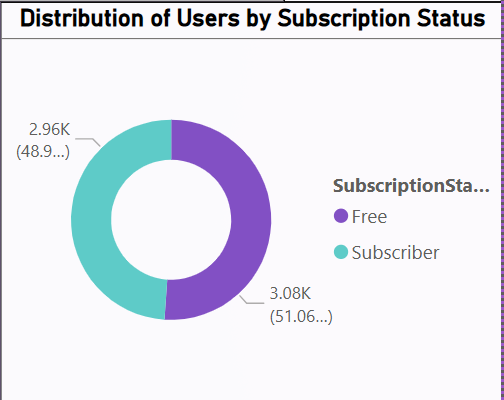 Distribution of Users by Subscription Status
2.96K
(48.9...)
SubscriptionSta...
Free
Subscriber
3.08K
(51.06...)